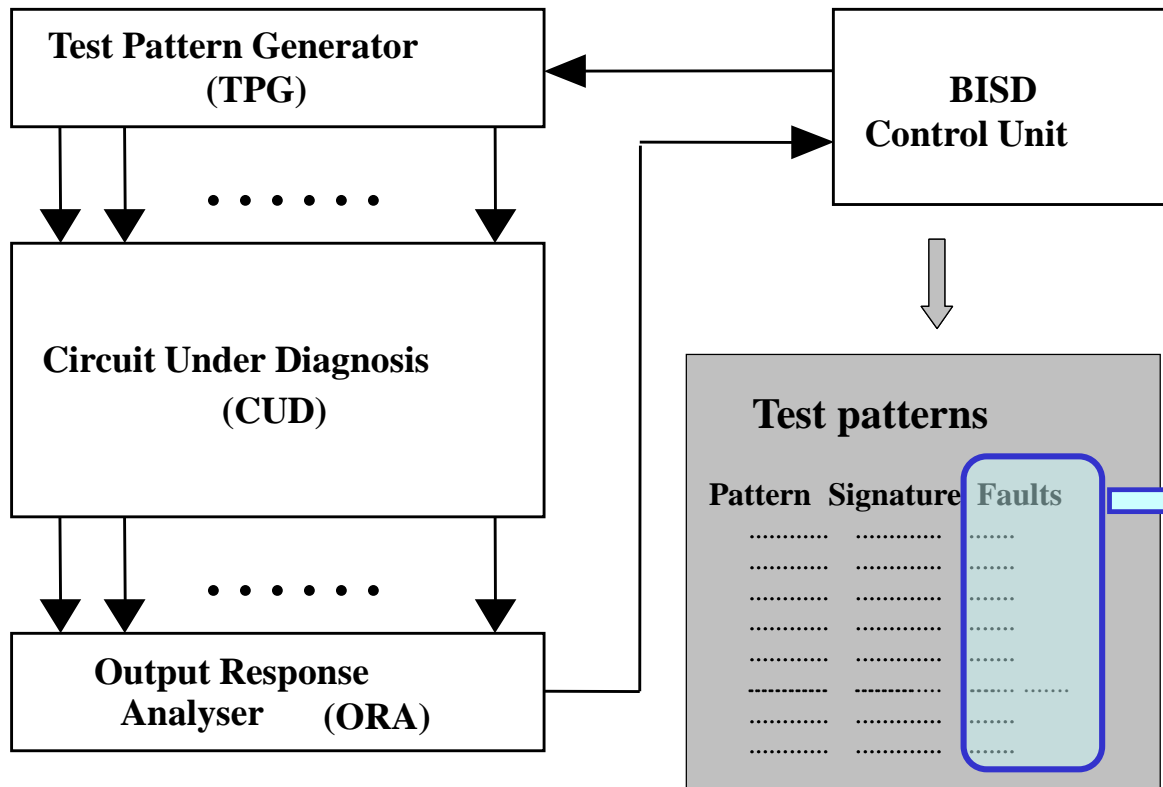 Test Pattern Generator
(TPG)
BISD
Control Unit
Circuit Under Diagnosis
(CUD)
Test patterns
Pattern Signature Faults
Output Response
Analyser (ORA)